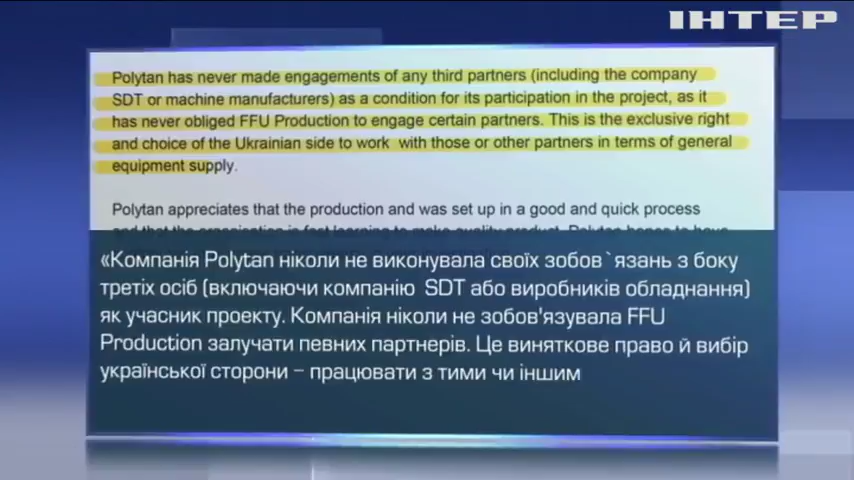 ІНТЕР
Polytan has never made engagements of any third partners (including the company
SDT or machine manufacturers) as a condition for its participation in the project, as it
has never obliged FFU Production to engage certain partners. This is the exclusive right
and choice of the Ukrainian side to work with those or other partners in terms of general
equipment supply.
Polytan appreciates that the production and was set up in a good and quick process
«Компанія Polytan ніколи не виконувала своїх зобов`язань з боку
третіх осіб (включаючи компанію SDT або виробників обладнання)
як учасник проекту. Компанія ніколи не зобов'язувала FFU
Production залучати певних партнерів. Це виняткове право й вибір
української сторони – працювати з тими чи іншим